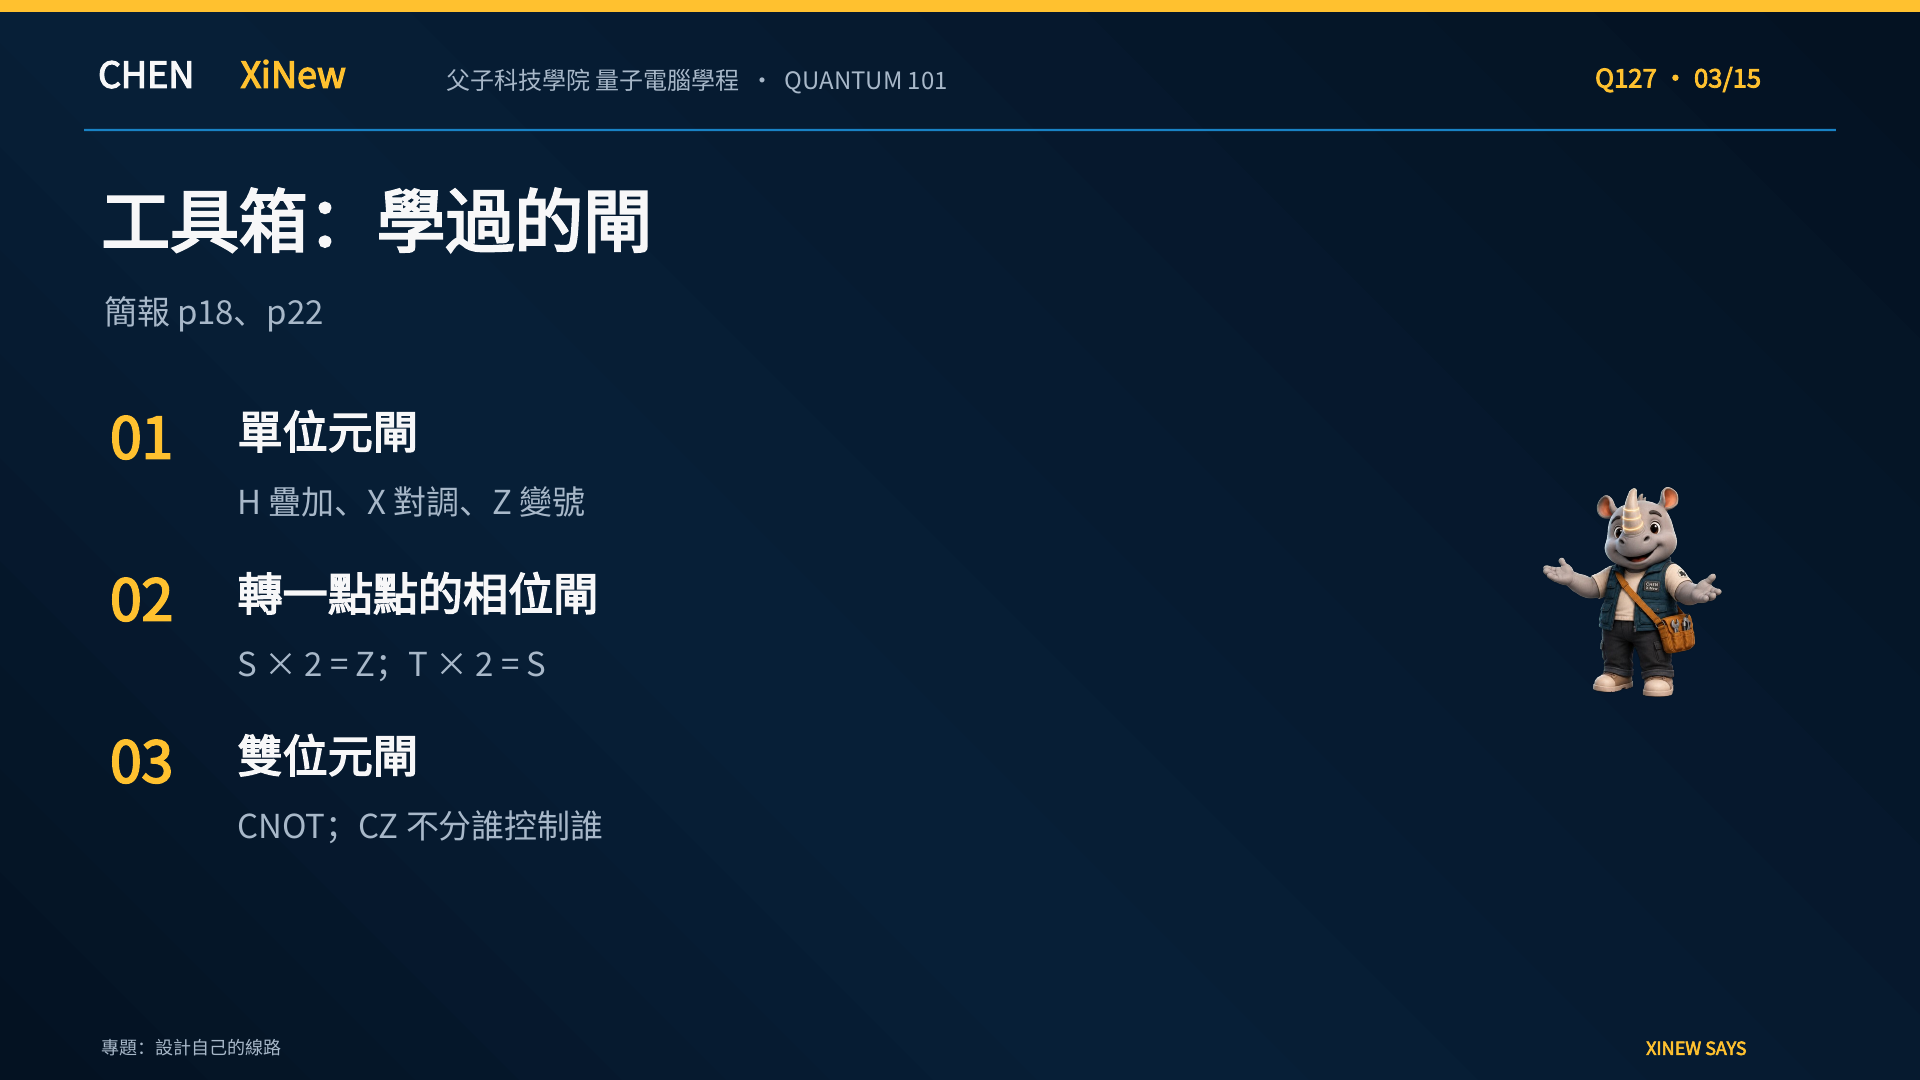 CHEN XiNew 父子科技學院 量子電腦學程 · QUANTUM 101 Q127 · 03/15
工具箱：學過的閘
簡報 p18、p22
01 單位元閘
H 疊加、X 對調、Z 變號
02 轉一點點的相位閘
S × 2 = Z；T × 2 = S
03 雙位元閘
CNOT；CZ 不分誰控制誰
專題：設計自己的線路 XINEW SAYS